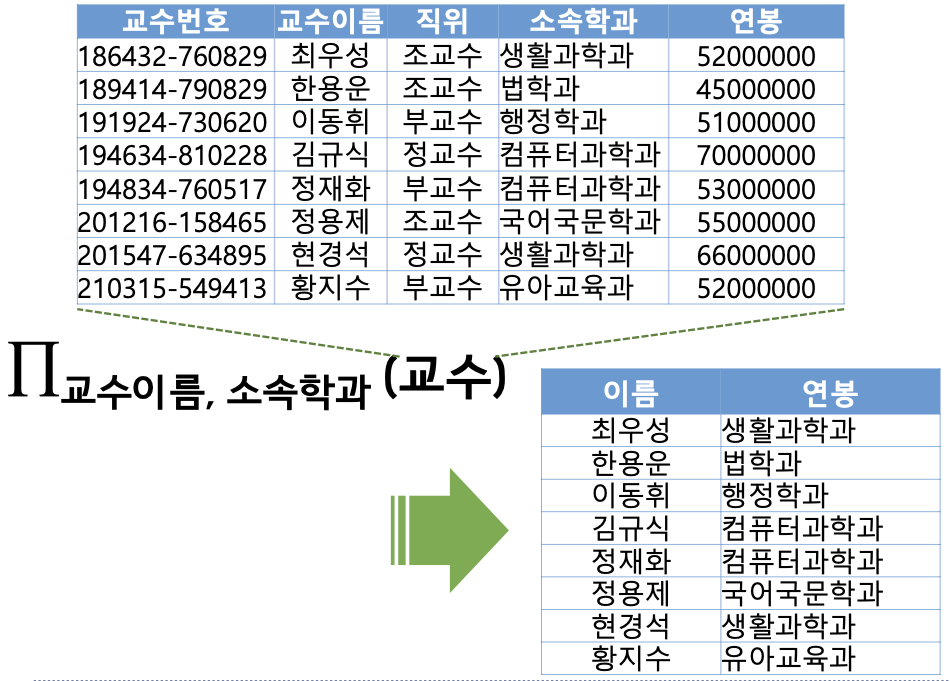 교수번호 교수이름 직위 소속학과 연봉
186432-760829 최우성 조교수 생활과학과 52000000
189414-790829 한용운 조교수 법학과 45000000
191924-730620 이동휘 부교수 행정학과 51000000
194634-810228 김규식 정교수 컴퓨터과학과 70000000
194834-760517 정재화 부교수 컴퓨터과학과 53000000
201216-158465 정용제 조교수 국어국문학과 55000000
201547-634895 현경석 정교수 생활과학과 66000000
210315-549413 황지수 부교수 유아교육과 52000000
∏교수이름, 소속학과 (교수)
이름 연봉
최우성 생활과학과
한용운 법학과
이동휘 행정학과
김규식 컴퓨터과학과
정재화 컴퓨터과학과
정용제 국어국문학과
현경석 생활과학과
황지수 유아교육과